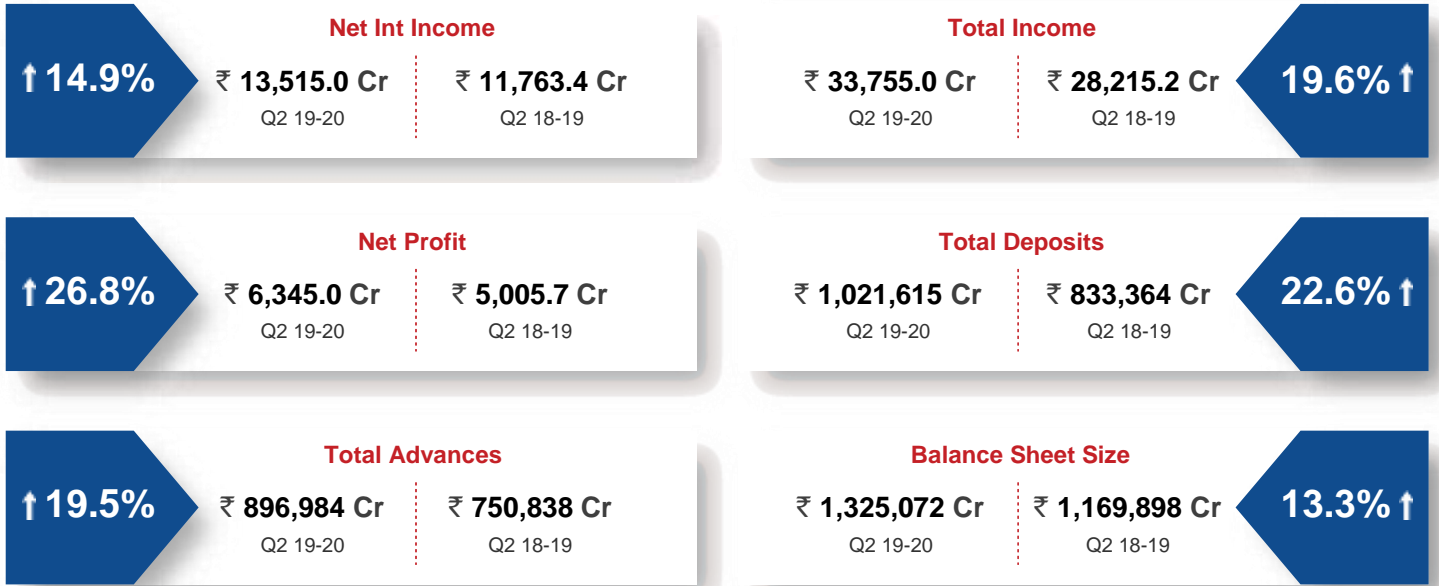 Net Int Income
↑ 14.9%
₹ 13,515.0 Cr
₹ 11,763.4 Cr
Q2 19-20
Q2 18-19
Total Income
₹ 33,755.0 Cr
₹ 28,215.2 Cr
19.6% ↑
Q2 19-20
Q2 18-19
Net Profit
↑ 26.8%
₹ 6,345.0 Cr
₹ 5,005.7 Cr
Q2 19-20
Q2 18-19
Total Deposits
₹ 1,021,615 Cr
₹ 833,364 Cr
22.6% ↑
Q2 19-20
Q2 18-19
Total Advances
↑ 19.5%
₹ 896,984 Cr
₹ 750,838 Cr
Q2 19-20
Q2 18-19
Balance Sheet Size
₹ 1,325,072 Cr
₹ 1,169,898 Cr
13.3% ↑
Q2 19-20
Q2 18-19